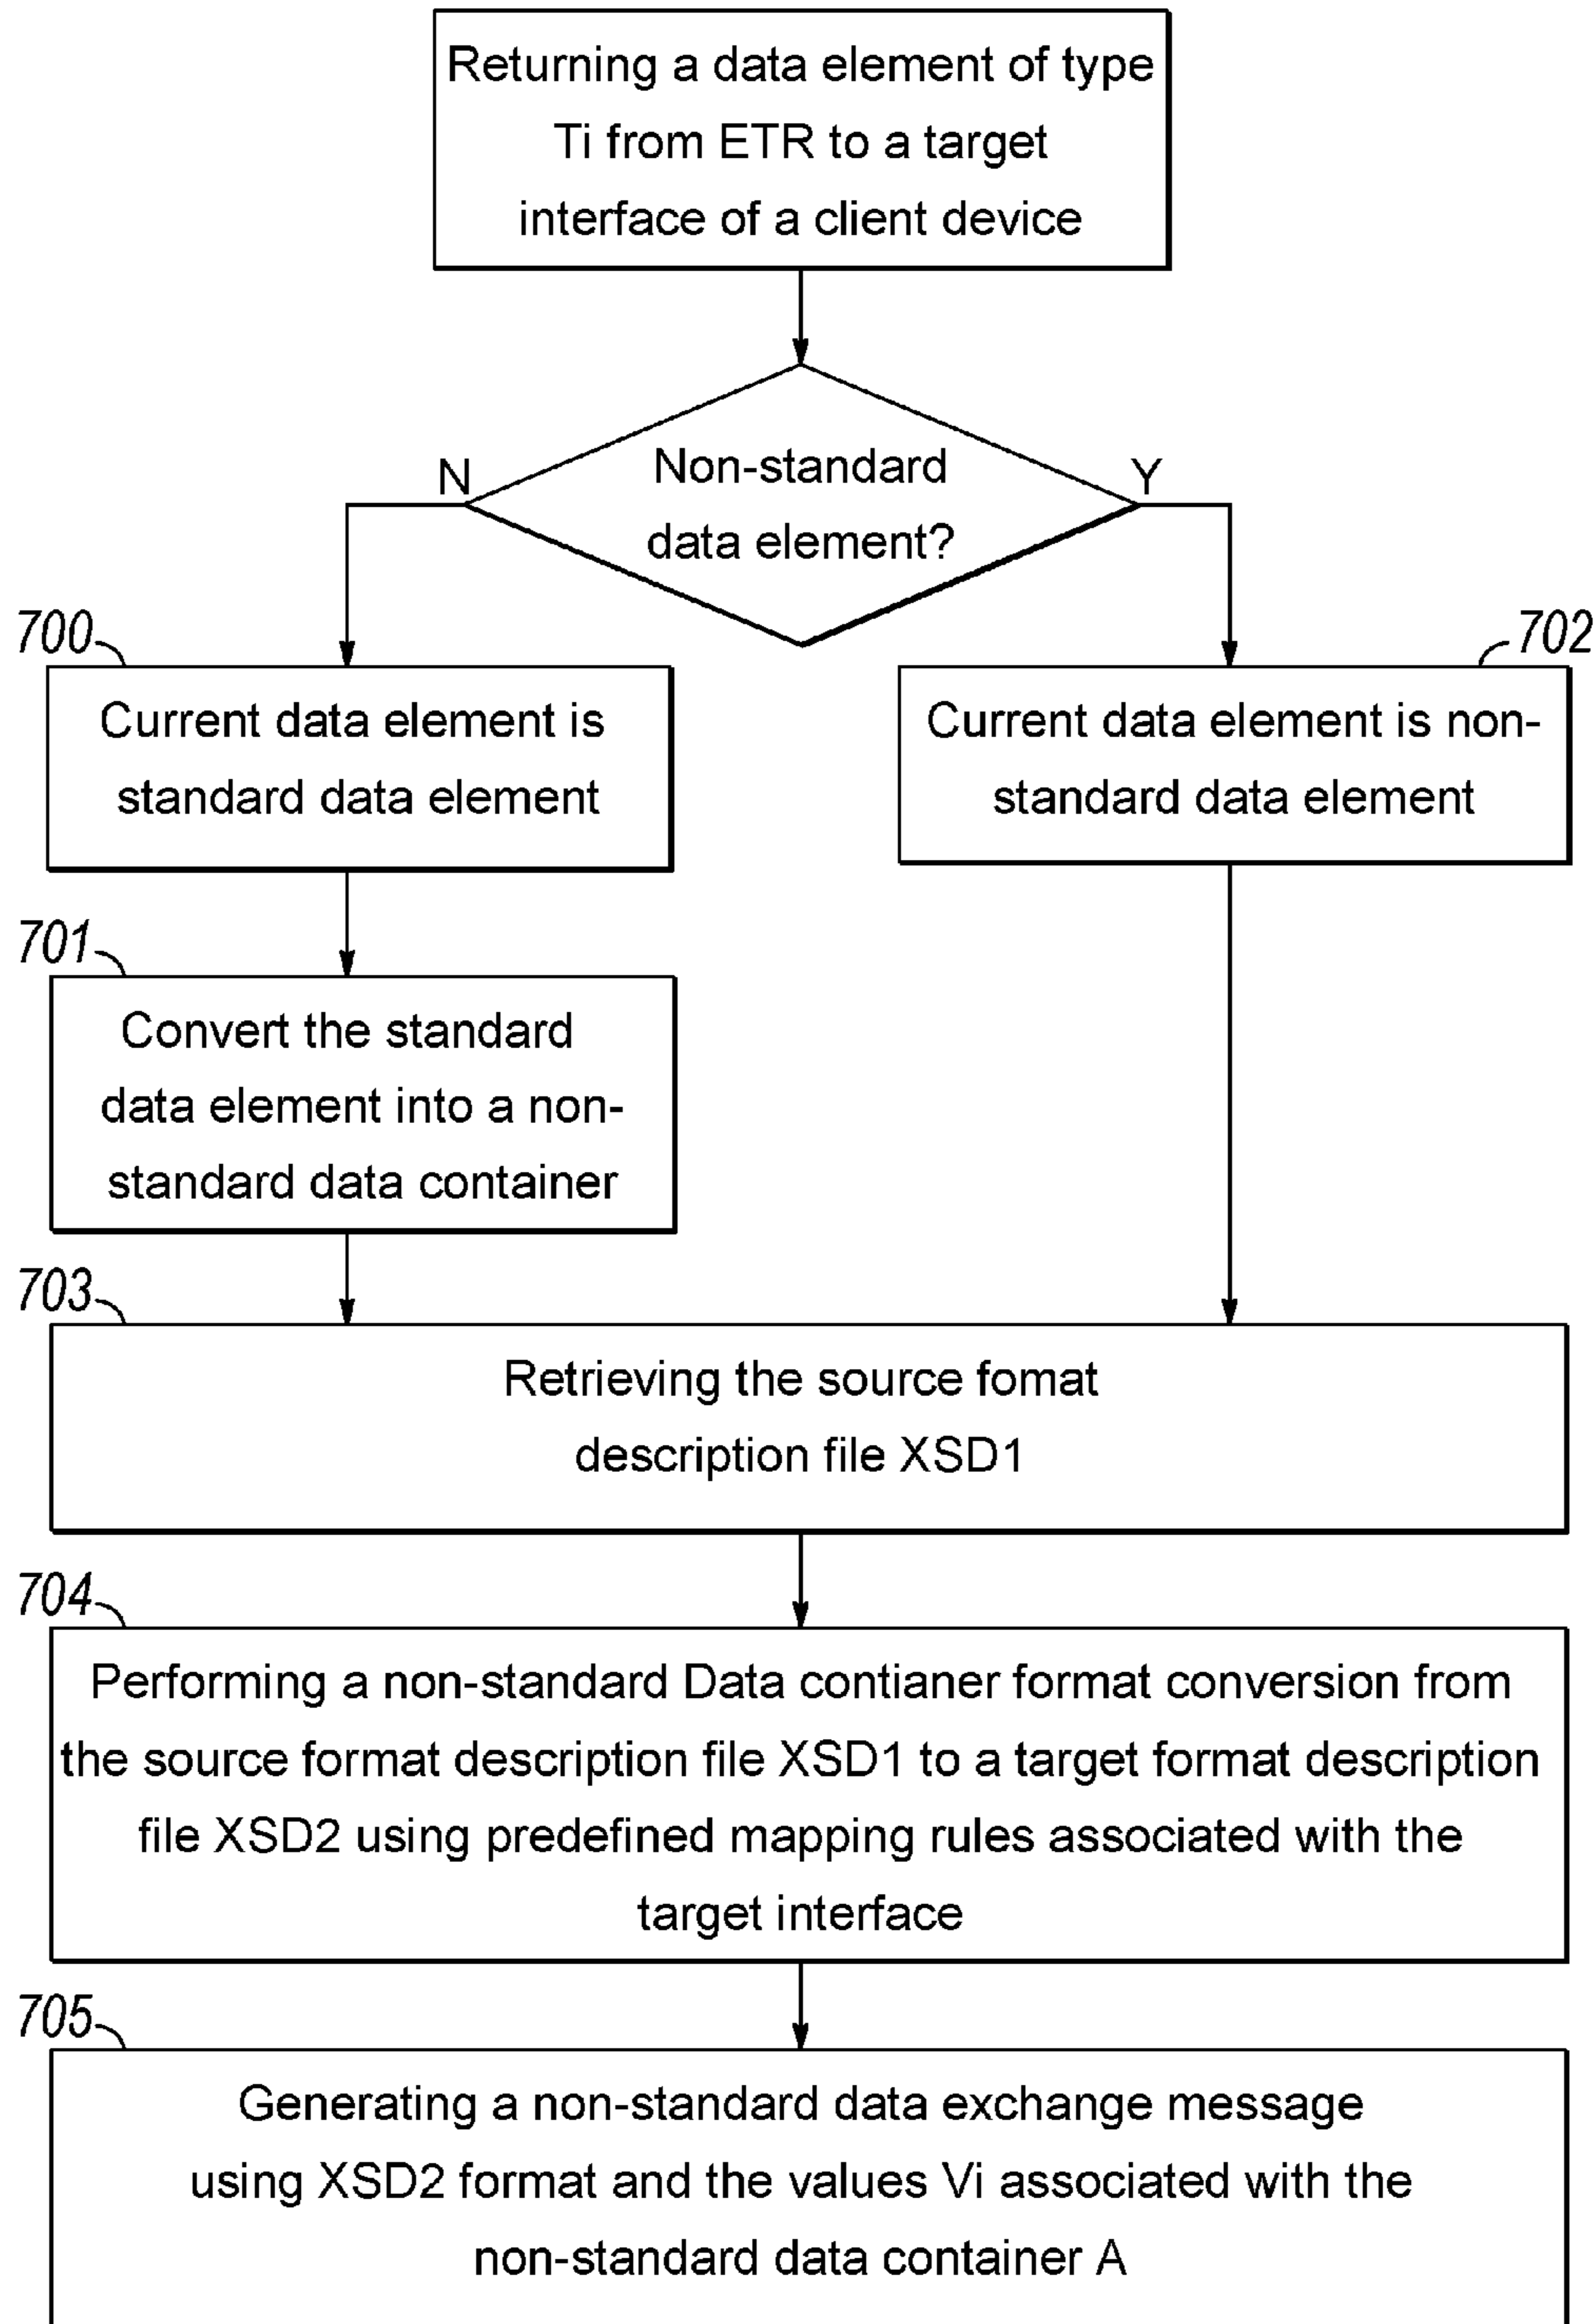 Returning a data element of type
Ti from ETR to a target
interface of a client device
N
Non-standard
data element?
Y
700
Current data element is
standard data element
702
Current data element is non-
standard data element
701
Convert the standard
data element into a non-
standard data container
703
Retrieving the source fomat
description file XSD1
704
Performing a non-standard Data contianer format conversion from
the source format description file XSD1 to a target format description
file XSD2 using predefined mapping rules associated with the
target interface
705
Generating a non-standard data exchange message
using XSD2 format and the values Vi associated with the
non-standard data container A